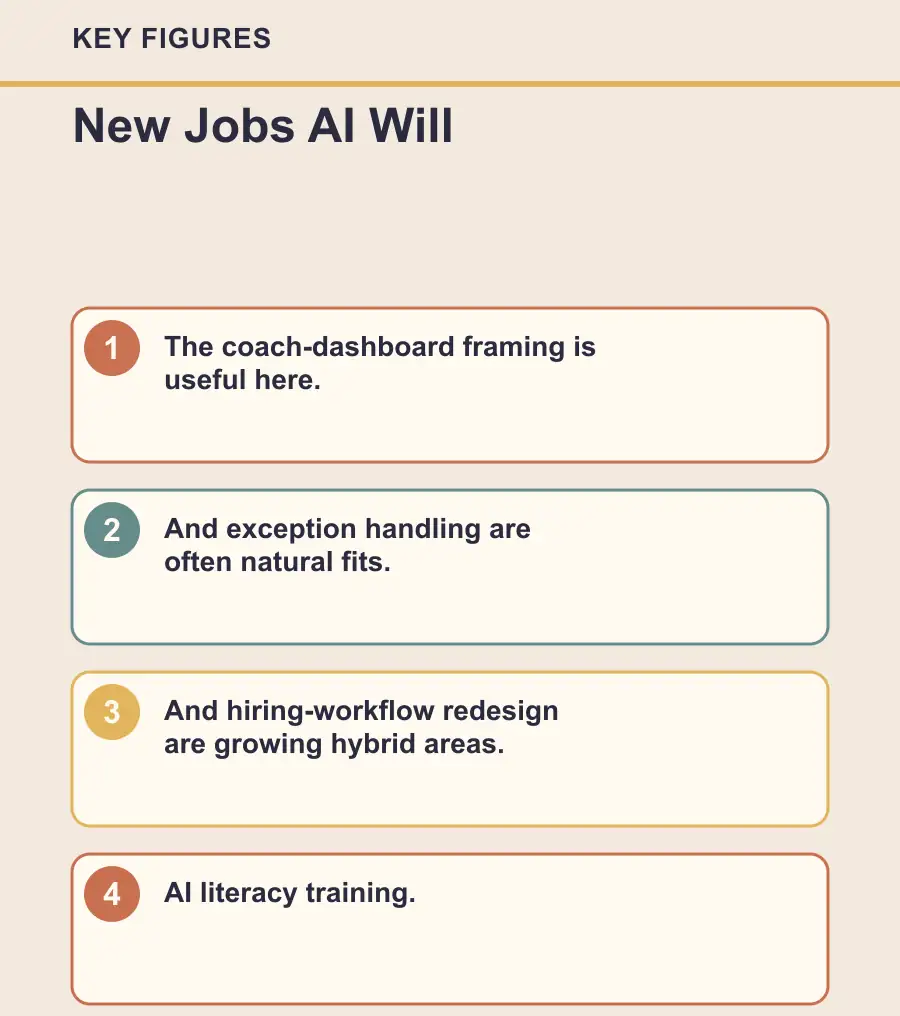 KEY FIGURES
New Jobs AI Will
1
The coach-dashboard framing is
useful here.
2
And exception handling are
often natural fits.
3
And hiring-workflow redesign
are growing hybrid areas.
4
AI literacy training.